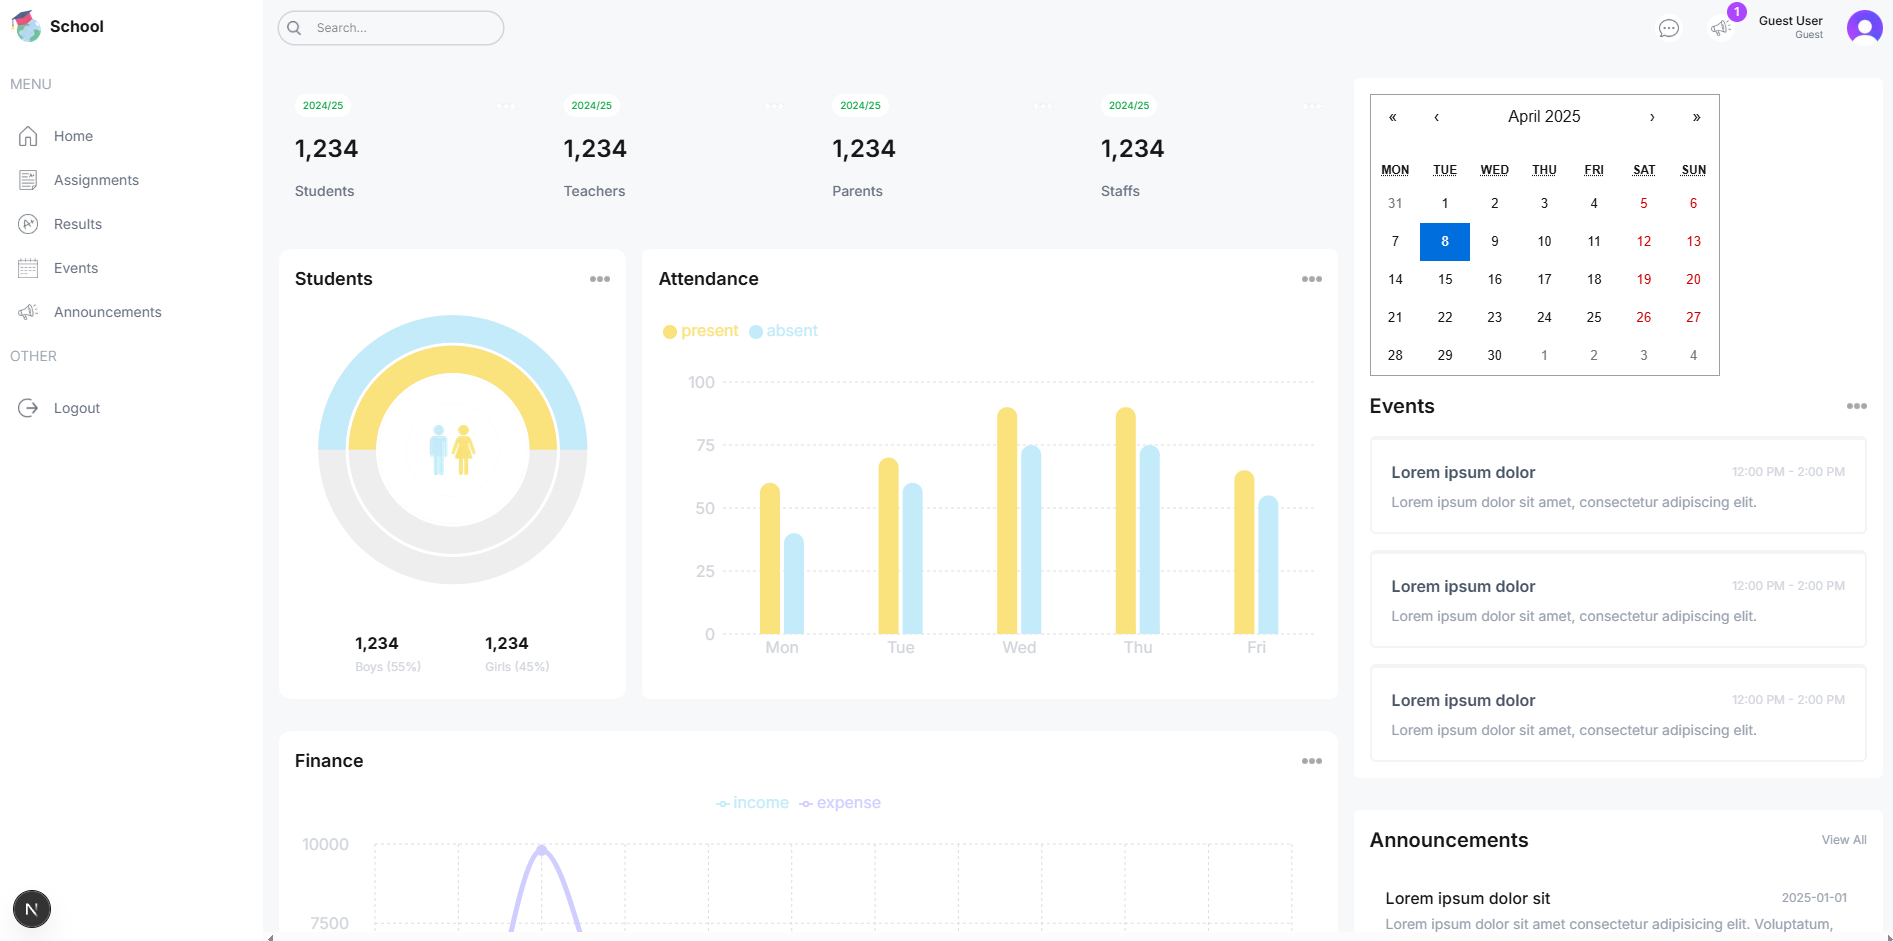 School
Search...
1
Guest User
Guest
MENU
Home
Assignments
Results
Events
Announcements
OTHER
Logout
2024/25
1,234
Students
2024/25
1,234
Teachers
2024/25
1,234
Parents
2024/25
1,234
Staffs
Students
1,234
Boys (55%)
1,234
Girls (45%)
Attendance
present absent
100
75
50
25
0
Mon Tue Wed Thu Fri
Finance
income expense
10000
7500
« ‹ April 2025 › »
MON TUE WED THU FRI SAT SUN
31 1 2 3 4 5 6
7 8 9 10 11 12 13
14 15 16 17 18 19 20
21 22 23 24 25 26 27
28 29 30 1 2 3 4
Events
Lorem ipsum dolor 12:00 PM - 2:00 PM
Lorem ipsum dolor sit amet, consectetur adipiscing elit.
Lorem ipsum dolor 12:00 PM - 2:00 PM
Lorem ipsum dolor sit amet, consectetur adipiscing elit.
Lorem ipsum dolor 12:00 PM - 2:00 PM
Lorem ipsum dolor sit amet, consectetur adipiscing elit.
Announcements View All
Lorem ipsum dolor sit 2025-01-01
Lorem ipsum dolor sit amet consectetur adipisicing elit. Voluptatum,
N